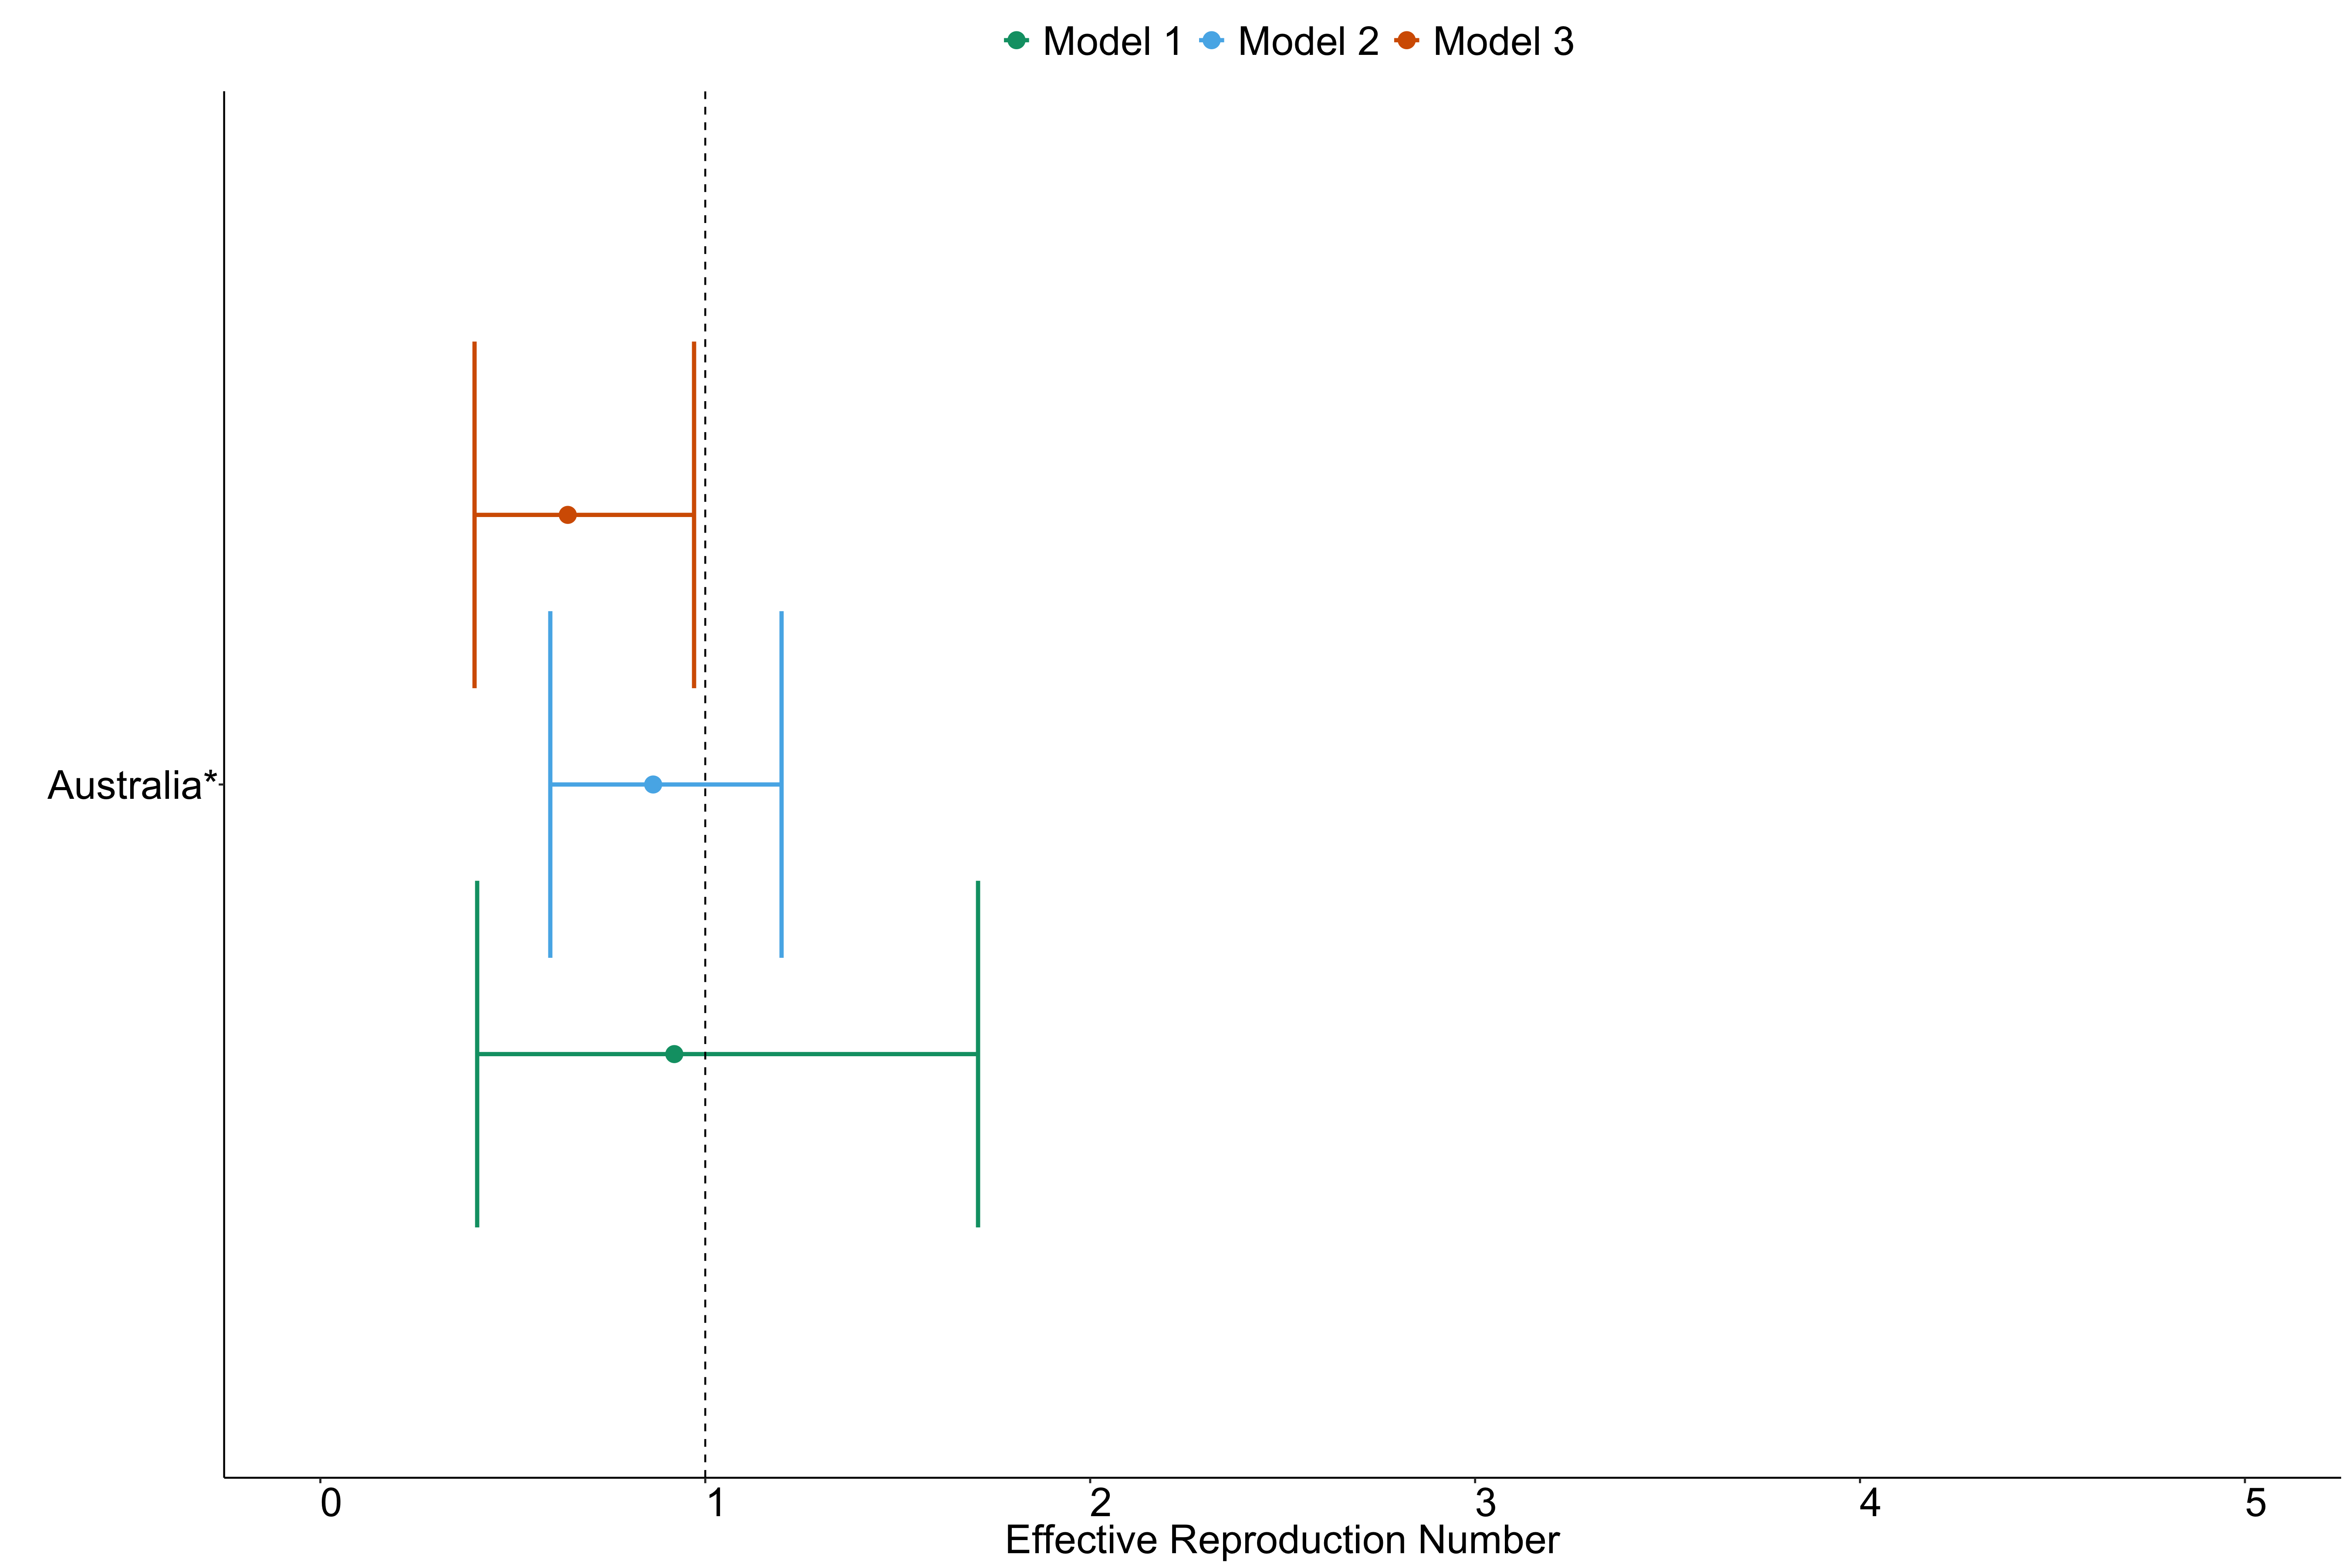 Model 1 Model 2 Model 3
Australia*
0 1 2 3 4 5
Effective Reproduction Number